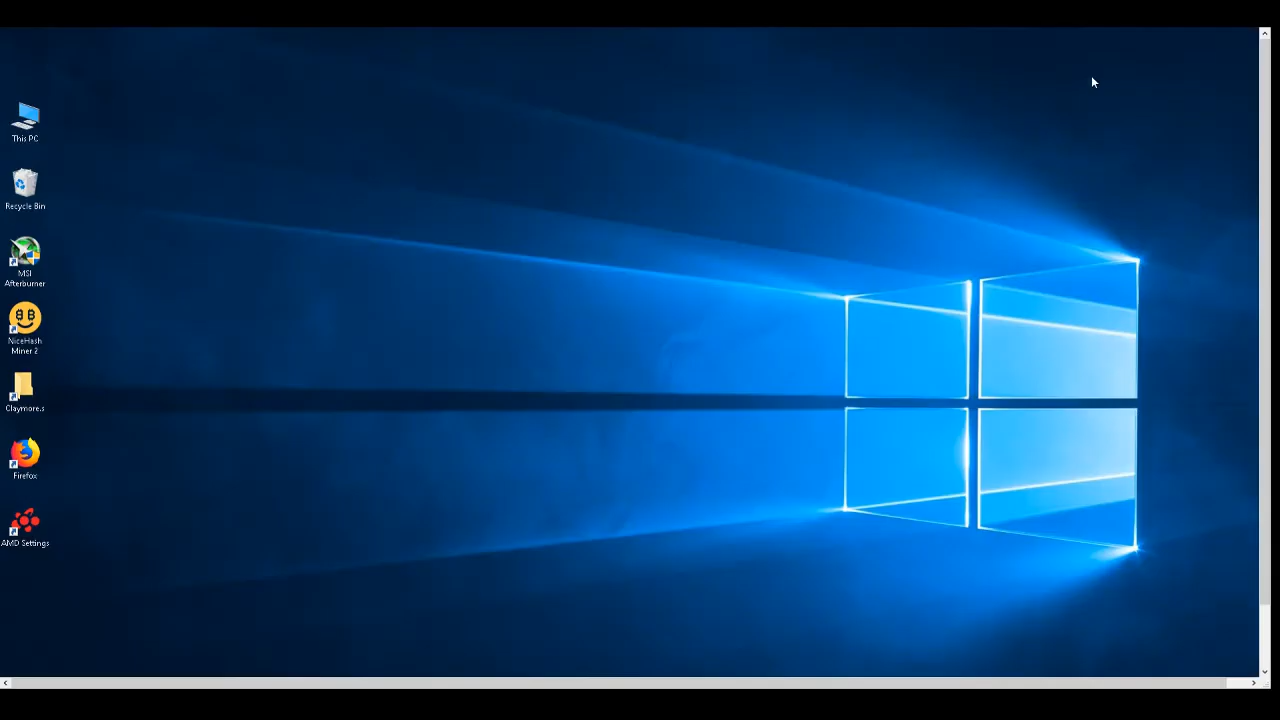 This PC
Recycle Bin
MSI
Afterburner
NiceHash
Miner 2
Claymore.s
Firefox
AMD Settings